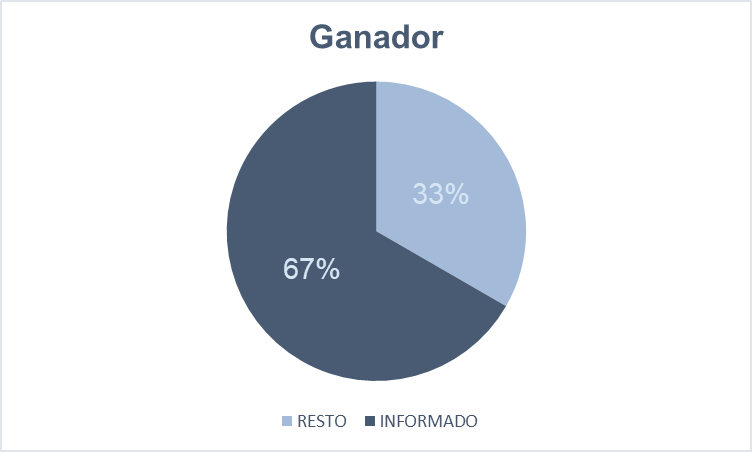 Ganador
33%
67%
RESTO INFORMADO